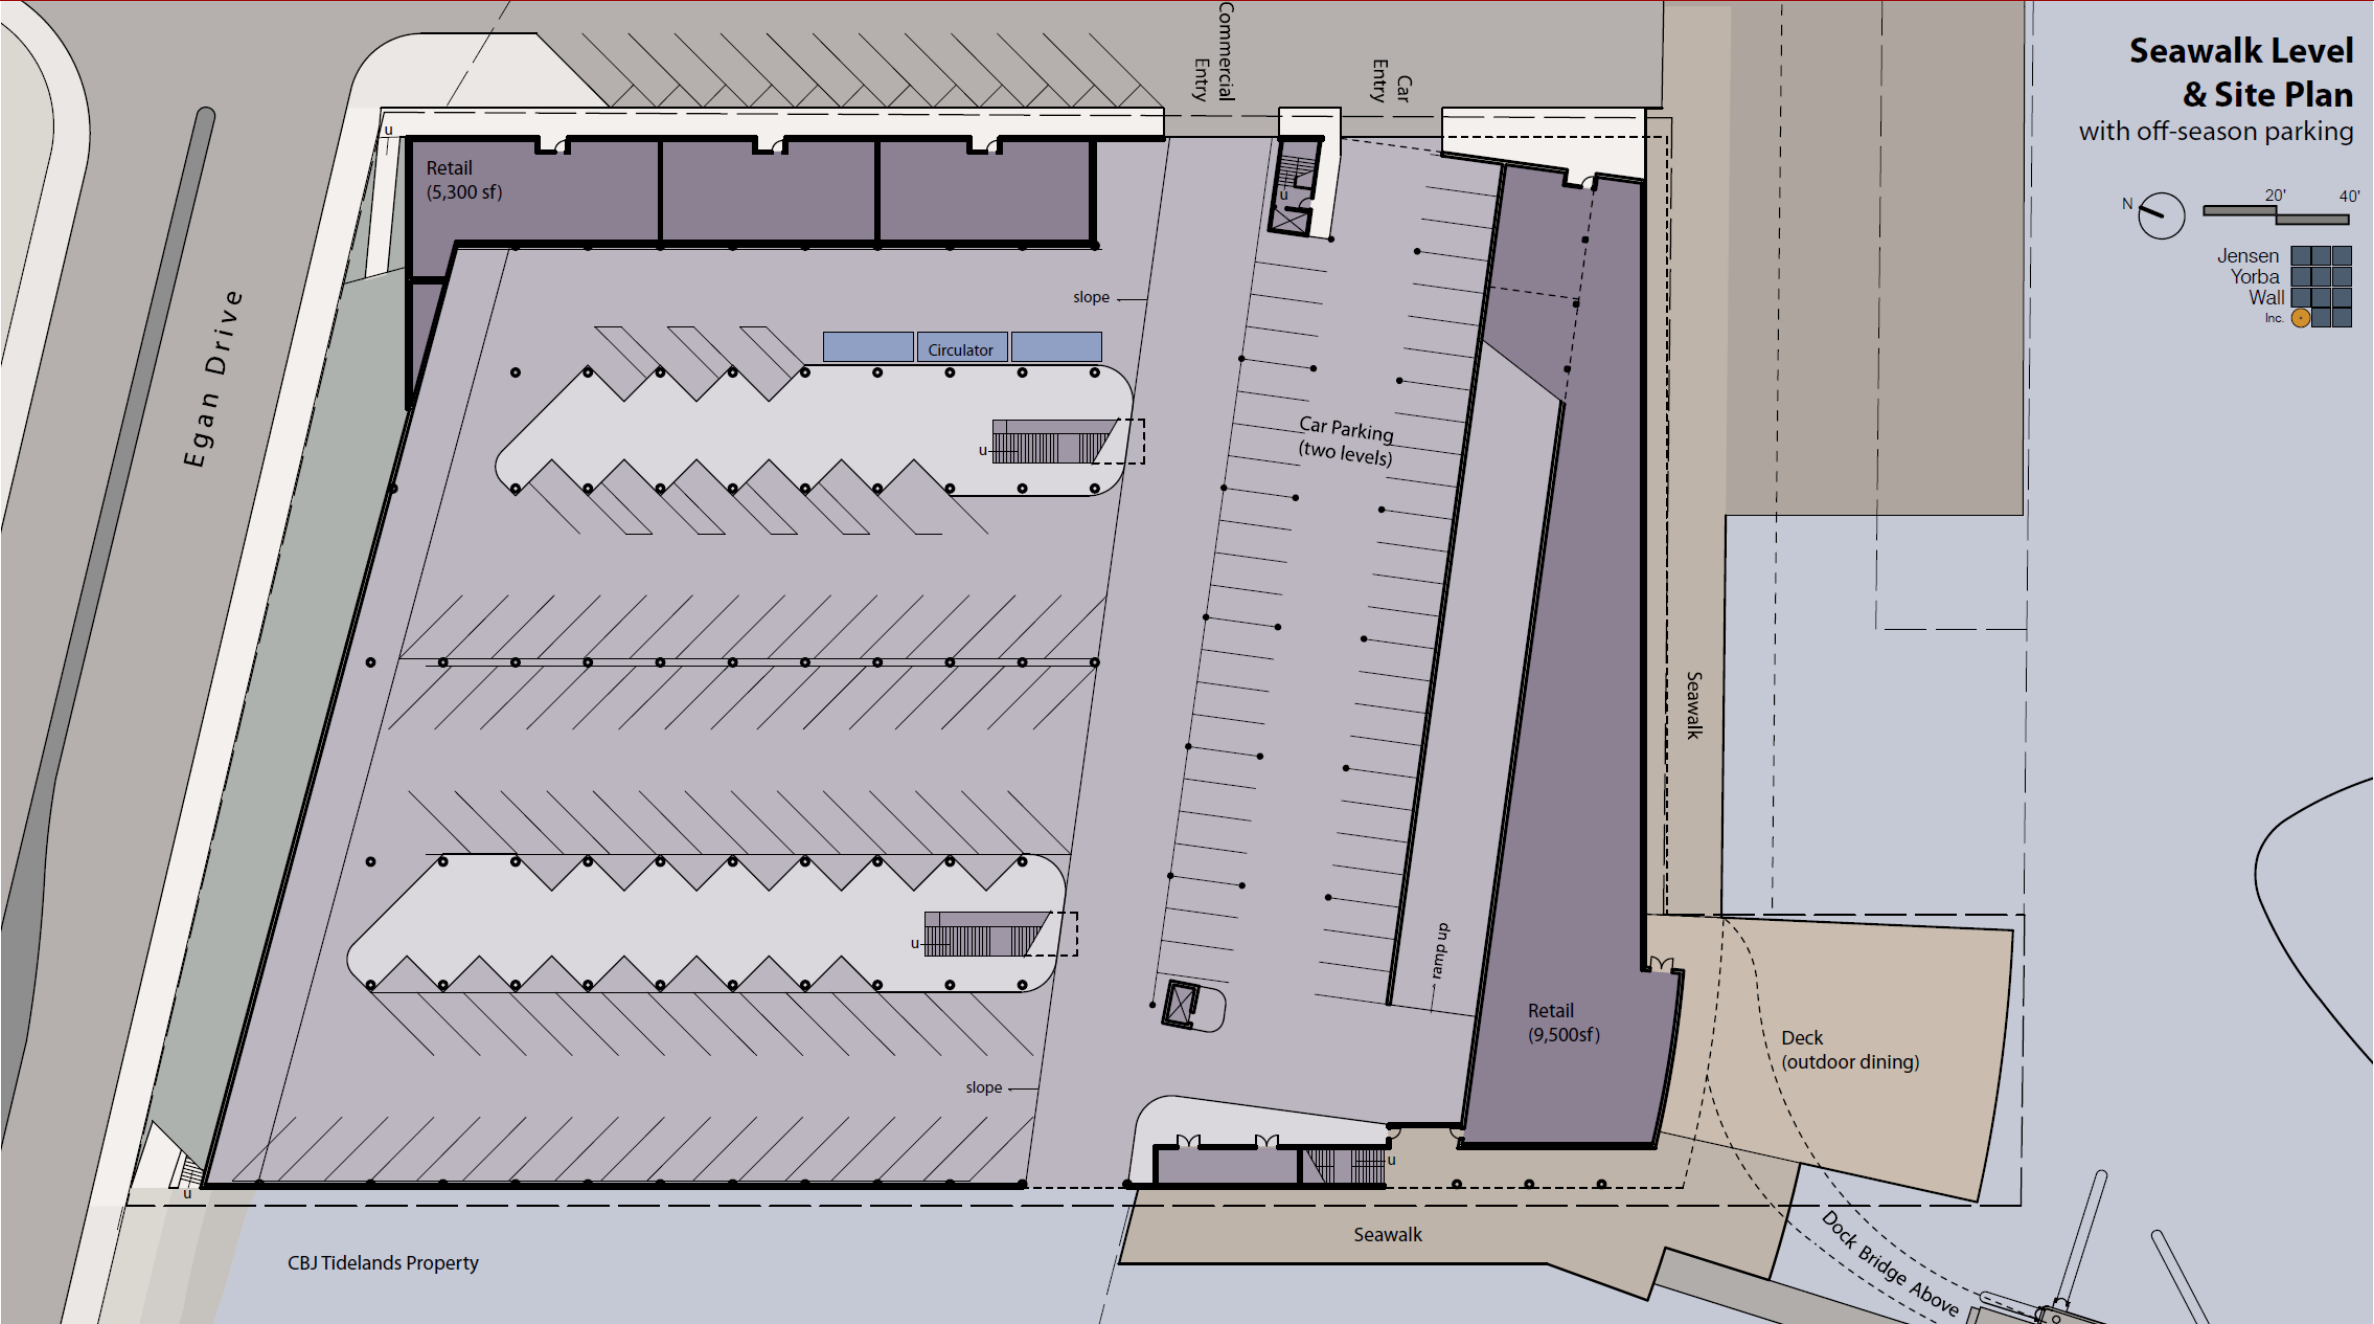 Seawalk Level
& Site Plan
with off-season parking
N
20'
40'
Jensen
Yorba
Wall
Inc.
Commercial
Entry
Car
Entry
u
Retail
(5,300 sf)
u
Egan Drive
slope
Circulator
Car Parking
(two levels)
u
Seawalk
u
ramp up
Retail
(9,500sf)
Deck
(outdoor dining)
slope
u
u
Seawalk
Dock Bridge Above
CBJ Tidelands Property